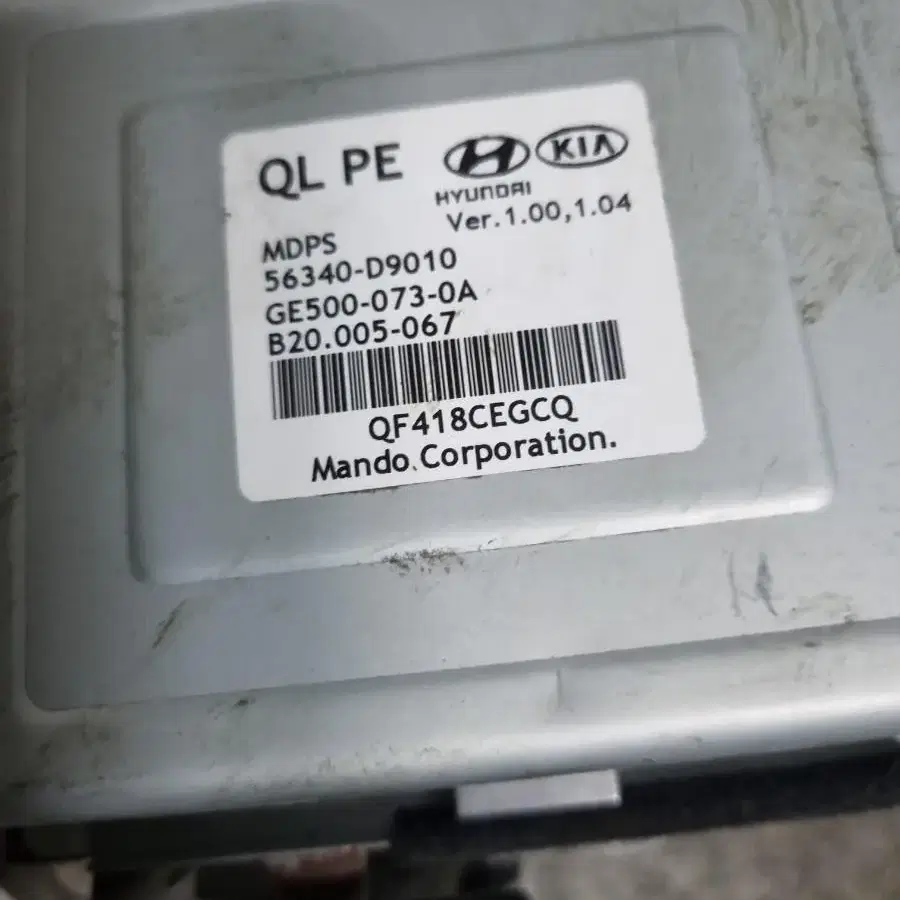 QL PE
HYUNDAI
KIA
Ver.1.00,1.04
MDPS
56340-D9010
GE500-073-0A
B20.005-067
QF418CEGCQ
Mando Corporation.